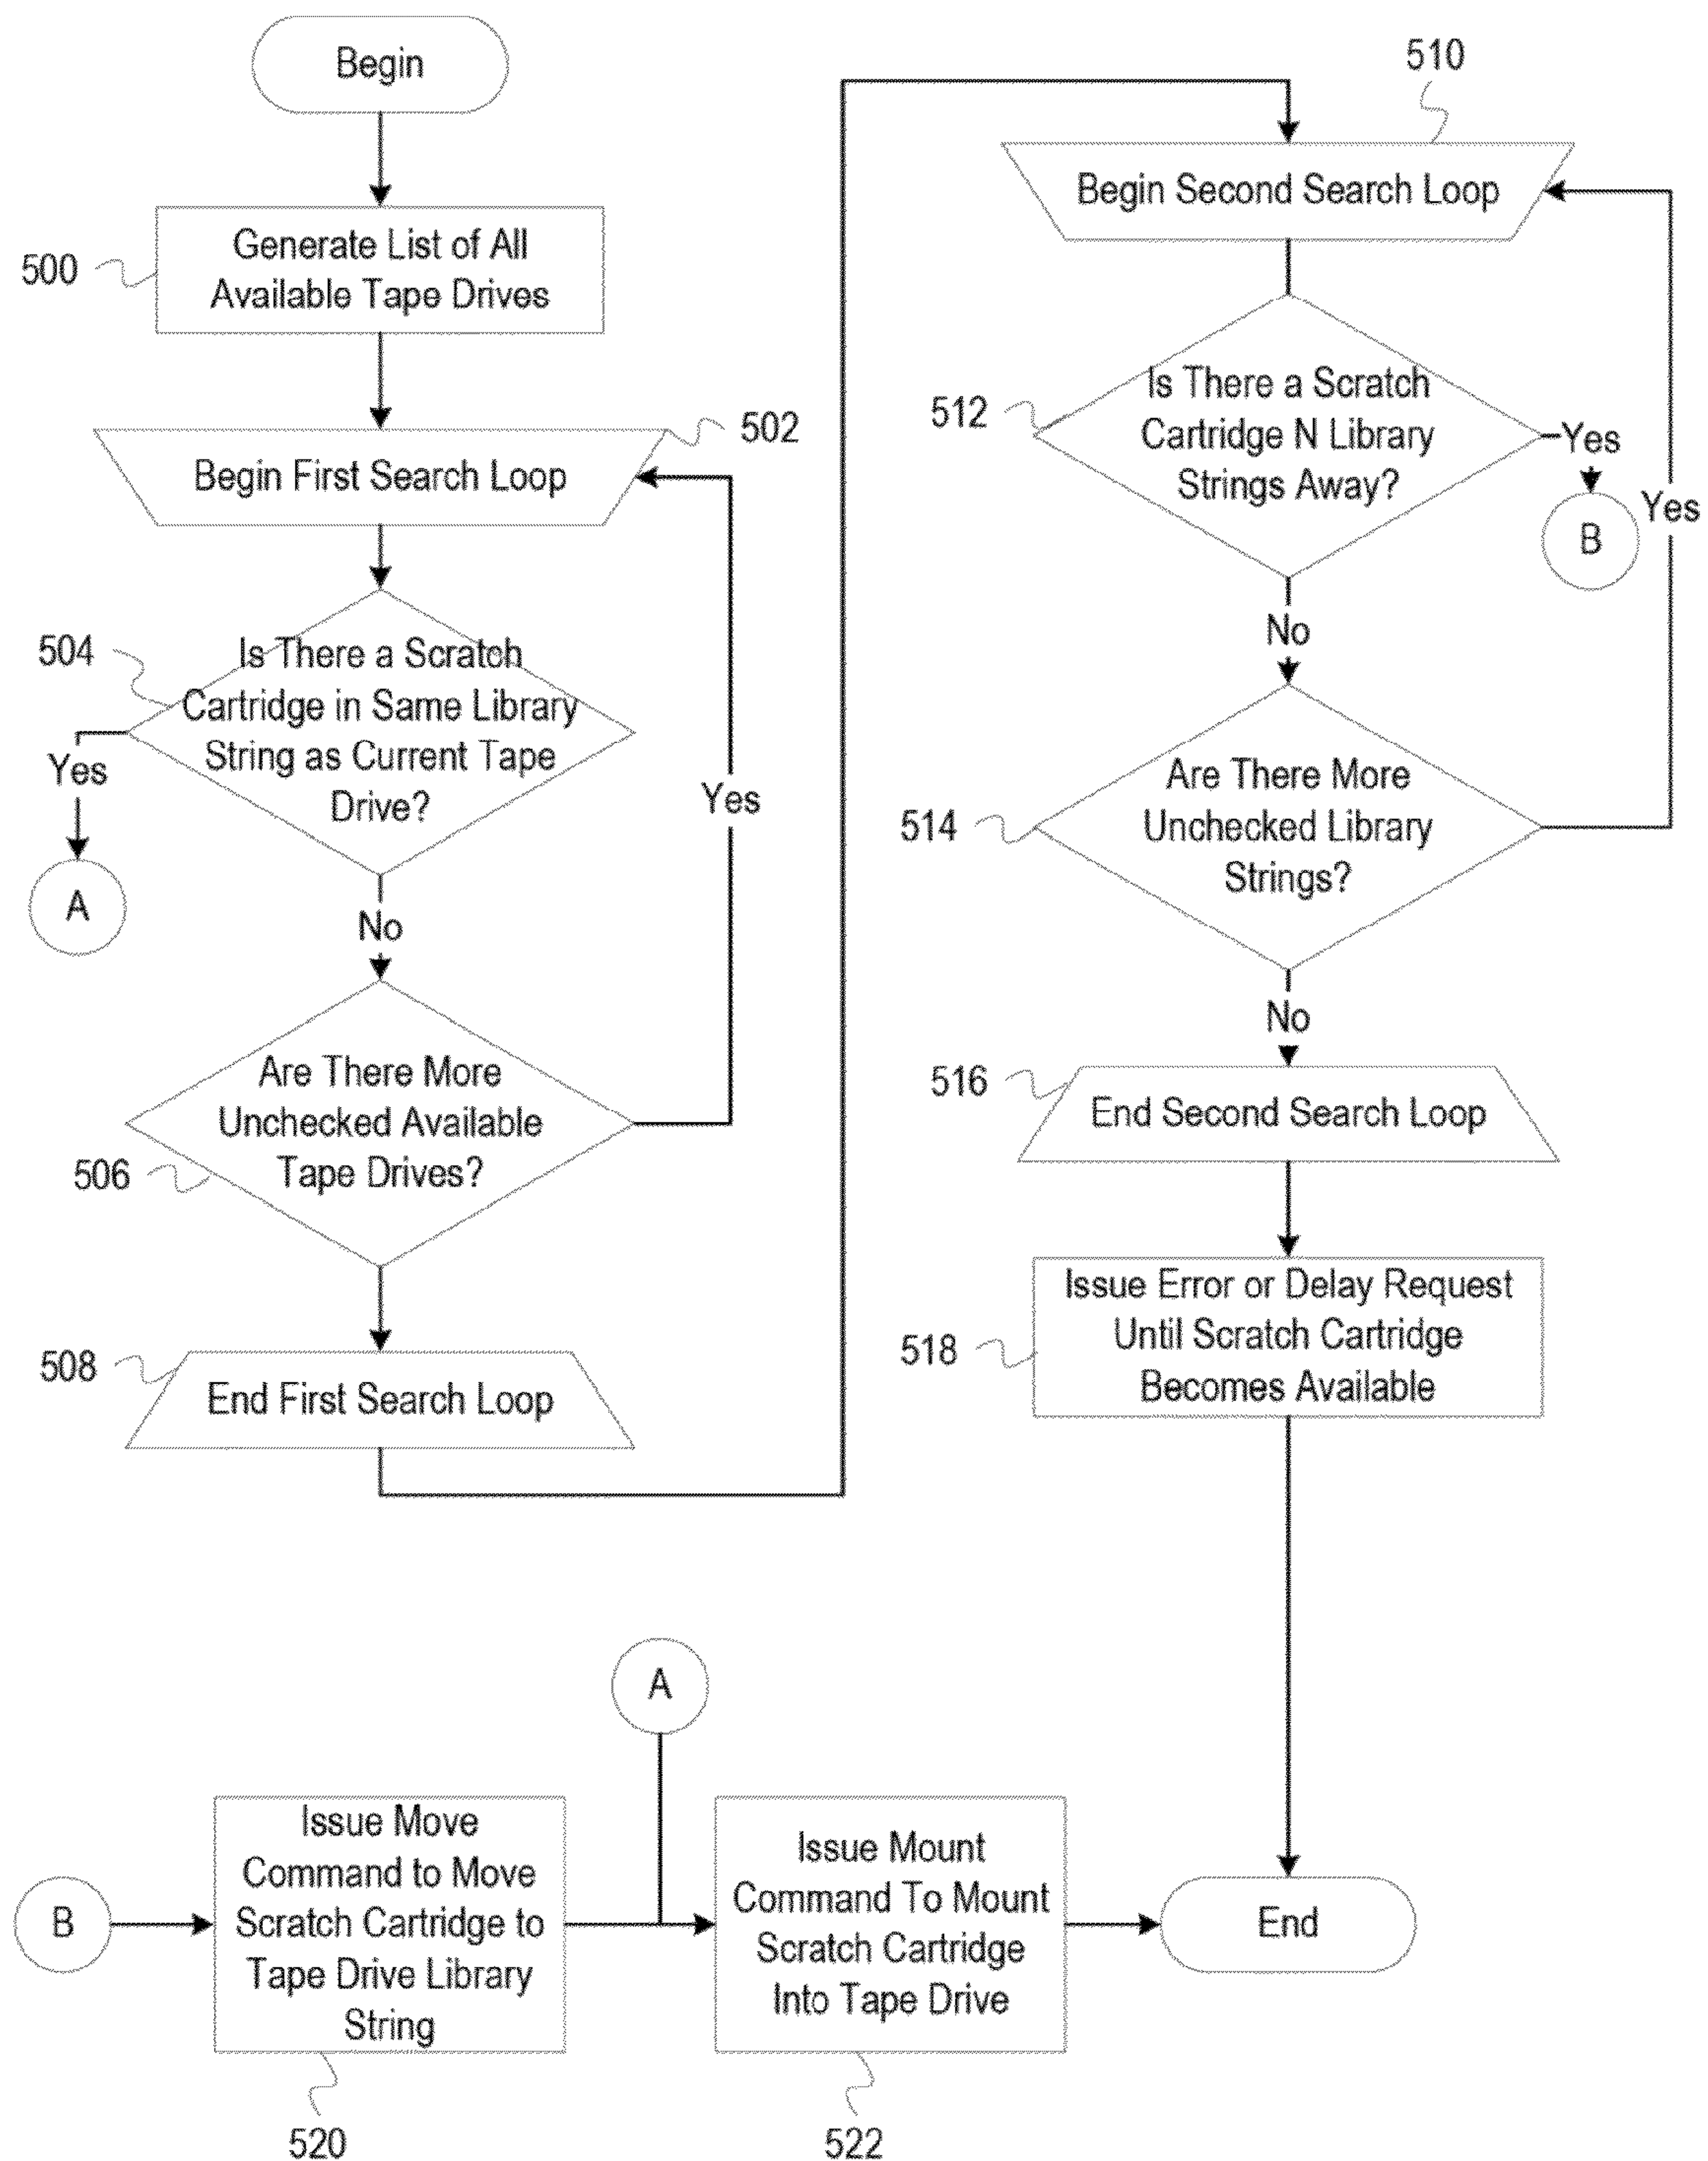 Begin
500
Generate List of All
Available Tape Drives
502
Begin First Search Loop
504
Is There a Scratch
Cartridge in Same Library
String as Current Tape
Drive?
Yes
A
No
Yes
506
Are There More
Unchecked Available
Tape Drives?
508
End First Search Loop
510
Begin Second Search Loop
512
Is There a Scratch
Cartridge N Library
Strings Away?
Yes
B
Yes
No
514
Are There More
Unchecked Library
Strings?
No
516
End Second Search Loop
518
Issue Error or Delay Request
Until Scratch Cartridge
Becomes Available
A
B
Issue Move
Command to Move
Scratch Cartridge to
Tape Drive Library
String
520
Issue Mount
Command To Mount
Scratch Cartridge
Into Tape Drive
522
End